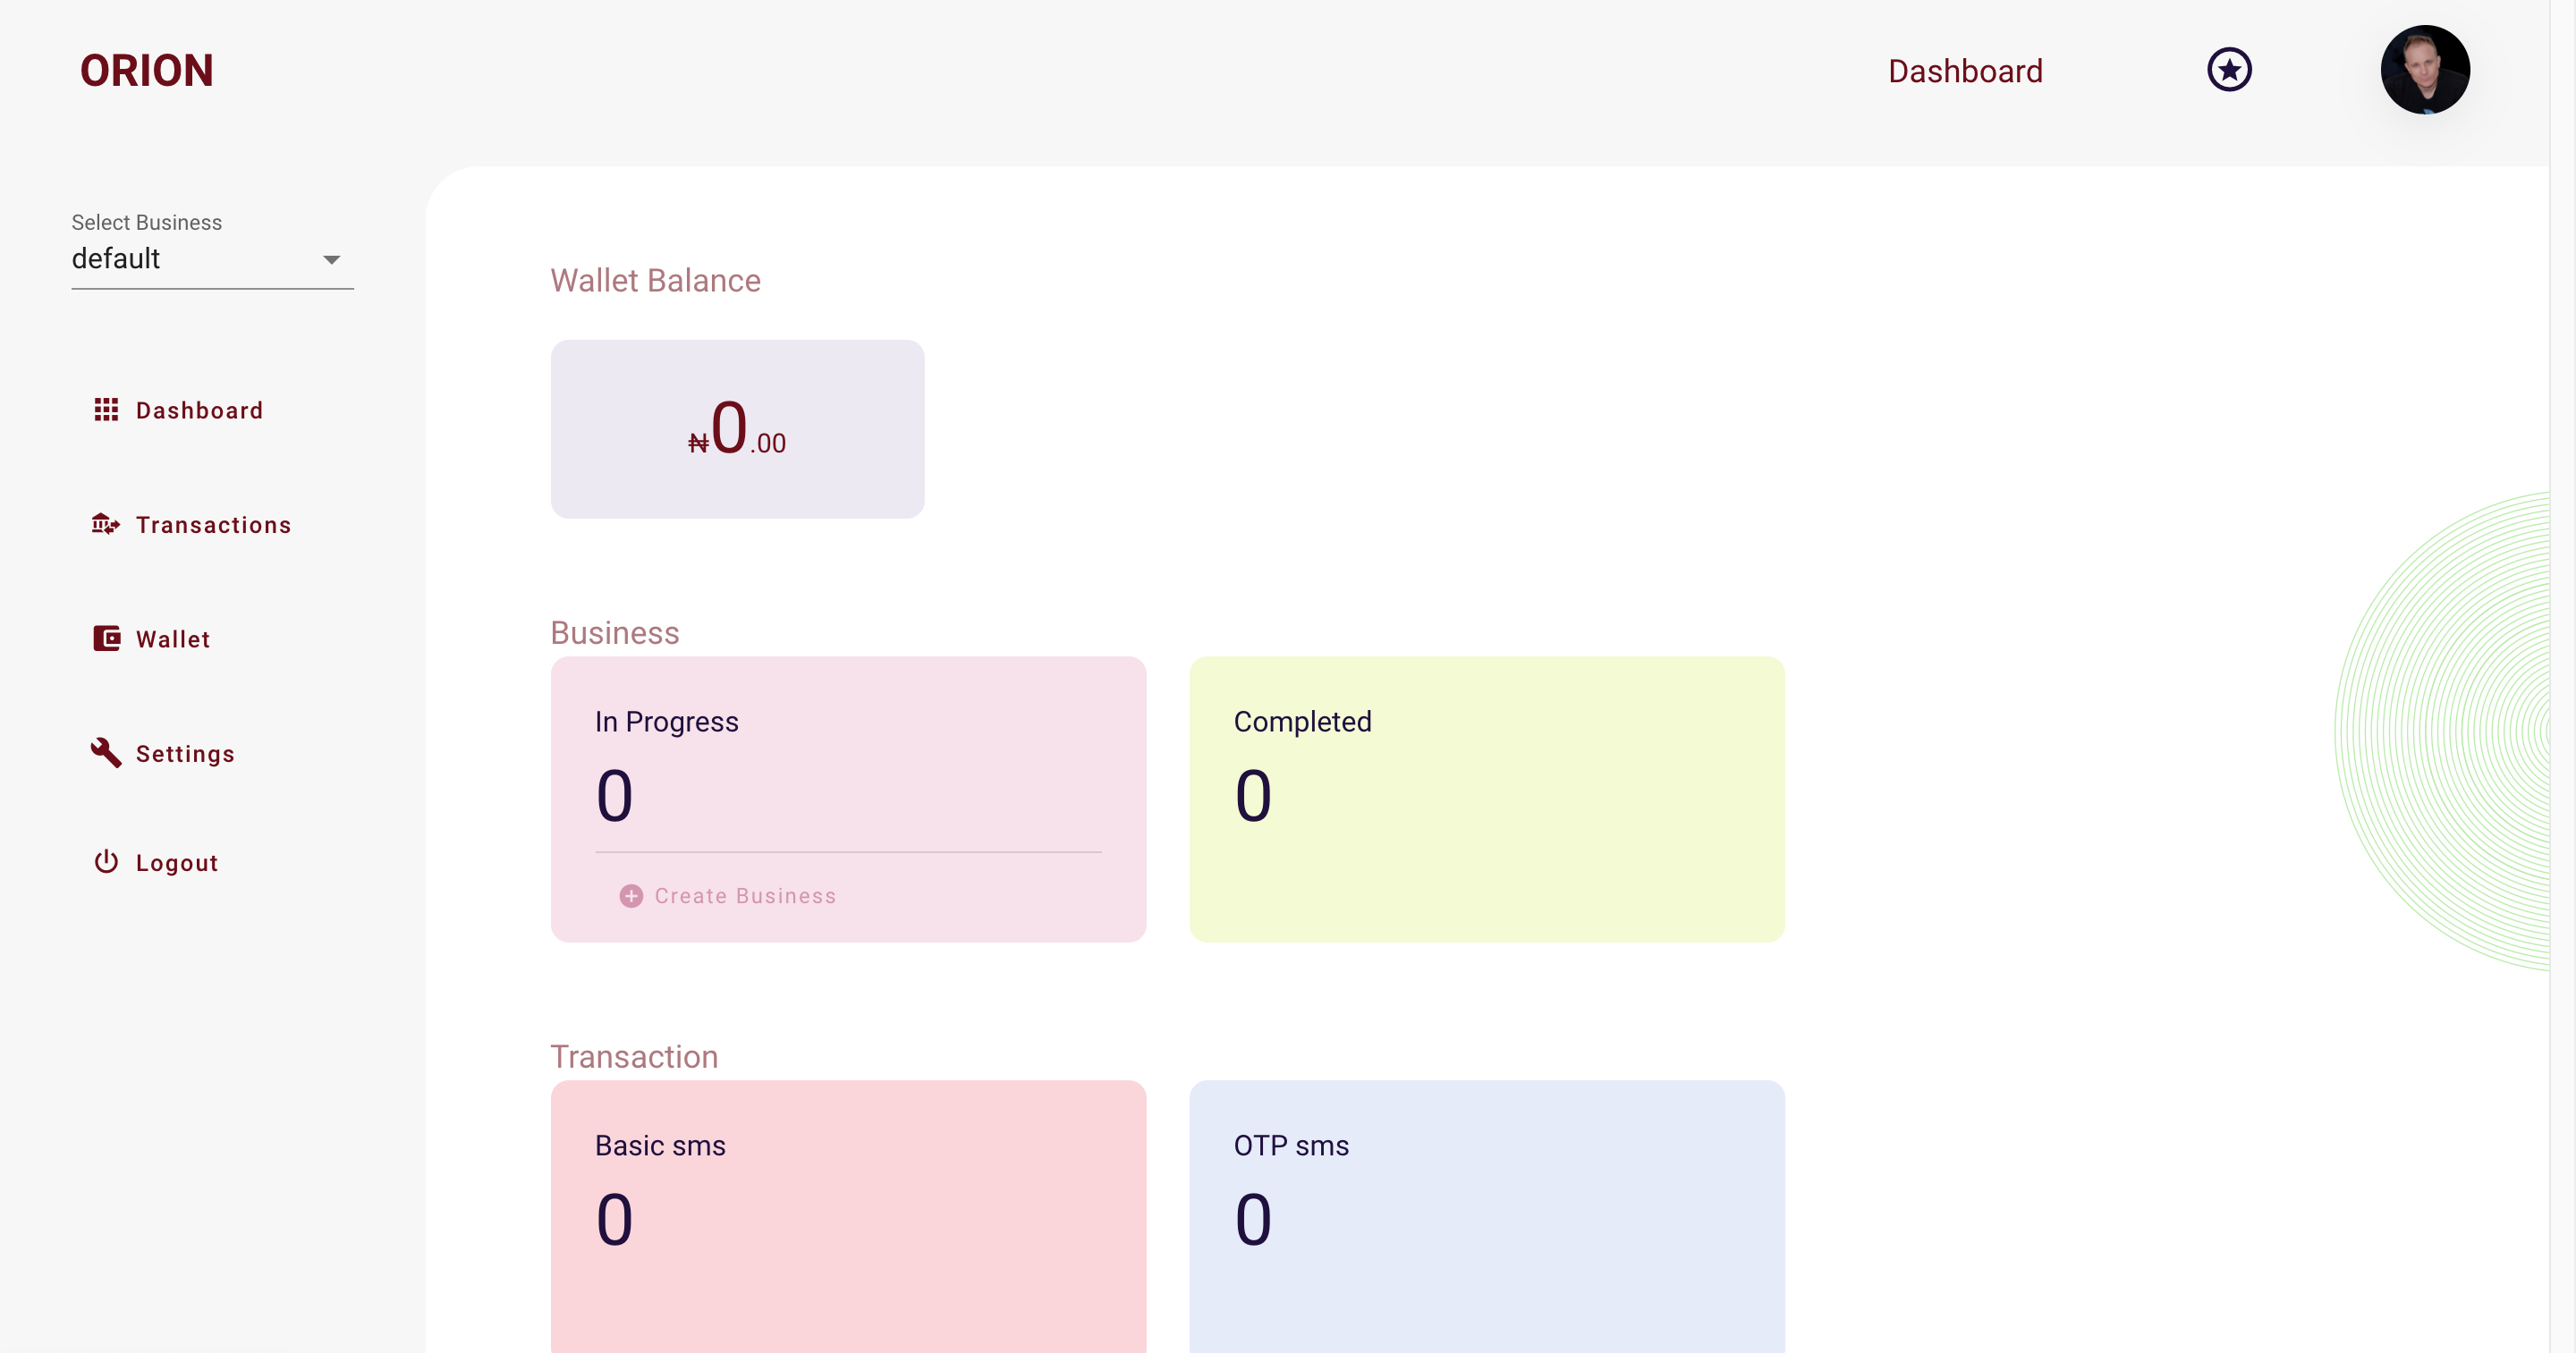 ORION
Dashboard
Select Business
default
Dashboard
Transactions
Wallet
Settings
Logout
Wallet Balance
₦0.00
Business
In Progress
0
Create Business
Completed
0
Transaction
Basic sms
0
OTP sms
0